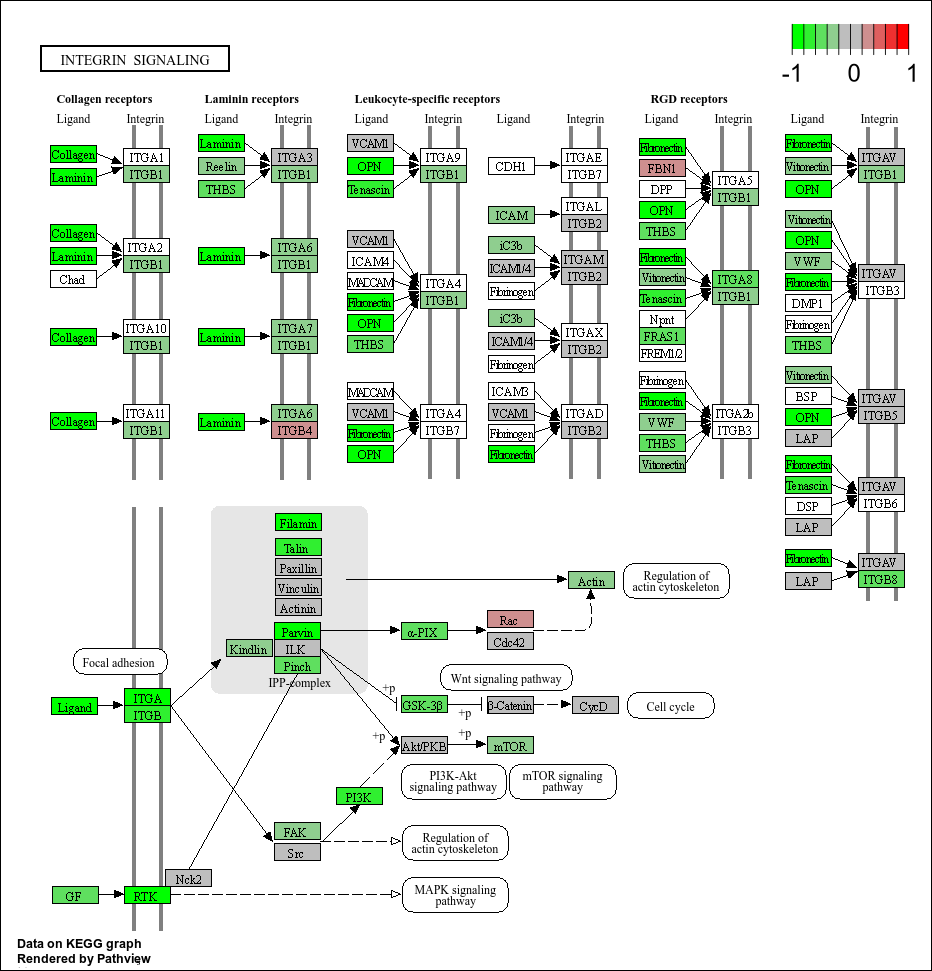 INTEGRIN SIGNALING
-1 0 1
Collagen receptors
Ligand Integrin
Collagen
Laminin
ITGA1
ITGB1
Collagen
Laminin
Chad
ITGA2
ITGB1
Collagen
ITGA10
ITGB1
Collagen
ITGA11
ITGB1
Laminin receptors
Ligand Integrin
Laminin
Reelin
THBS
ITGA3
ITGB1
Laminin
ITGA6
ITGB1
Laminin
ITGA7
ITGB1
Laminin
ITGA6
ITGB4
Leukocyte-specific receptors
Ligand Integrin
VCAM1
OPN
Tenascin
ITGA9
ITGB1
VCAM1
ICAM4
MADCAM
Fibronectin
OPN
THBS
ITGA4
ITGB1
MADCAM
VCAM1
Fibronectin
OPN
ITGA4
ITGB7
Ligand Integrin
CDH1
ITGAE
ITGB7
ICAM
ITGAL
ITGB2
iC3b
ICAM1/4
Fibrinogen
ITGAM
ITGB2
iC3b
ICAM1/4
Fibrinogen
ITGAX
ITGB2
ICAM3
VCAM1
Fibrinogen
Fibronectin
ITGAD
ITGB2
RGD receptors
Ligand Integrin
Fibronectin
FBN1
DPP
OPN
THBS
ITGA5
ITGB1
Fibronectin
Vitronectin
Tenascin
Npnt
FRAS1
FREM1/2
ITGA8
ITGB1
Fibrinogen
Fibronectin
VWF
THBS
Vitronectin
ITGA2b
ITGB3
Ligand Integrin
Fibronectin
Vitronectin
OPN
ITGAV
ITGB1
Vitronectin
OPN
VWF
Fibronectin
DMP1
Fibrinogen
THBS
ITGAV
ITGB3
Vitronectin
BSP
OPN
LAP
ITGAV
ITGB5
Fibronectin
Tenascin
DSP
LAP
ITGAV
ITGB6
Fibronectin
LAP
ITGAV
ITGB8
Filamin
Talin
Paxillin
Vinculin
Actinin
Parvin
Kindlin
ILK
Pinch
IPP-complex
Actin
Regulation of
actin cytoskeleton
α-PIX
Rac
Cdc42
Focal adhesion
Ligand
ITGA
ITGB
Wnt signaling pathway
+p
GSK-3β
+p
β-Catenin
CycD
Cell cycle
+p
Akt/PKB
+p
mTOR
PI3K-Akt
signaling pathway
mTOR signaling
pathway
PI3K
FAK
Src
Regulation of
actin cytoskeleton
Nck2
GF
RTK
MAPK signaling
pathway
Data on KEGG graph
Rendered by Pathview